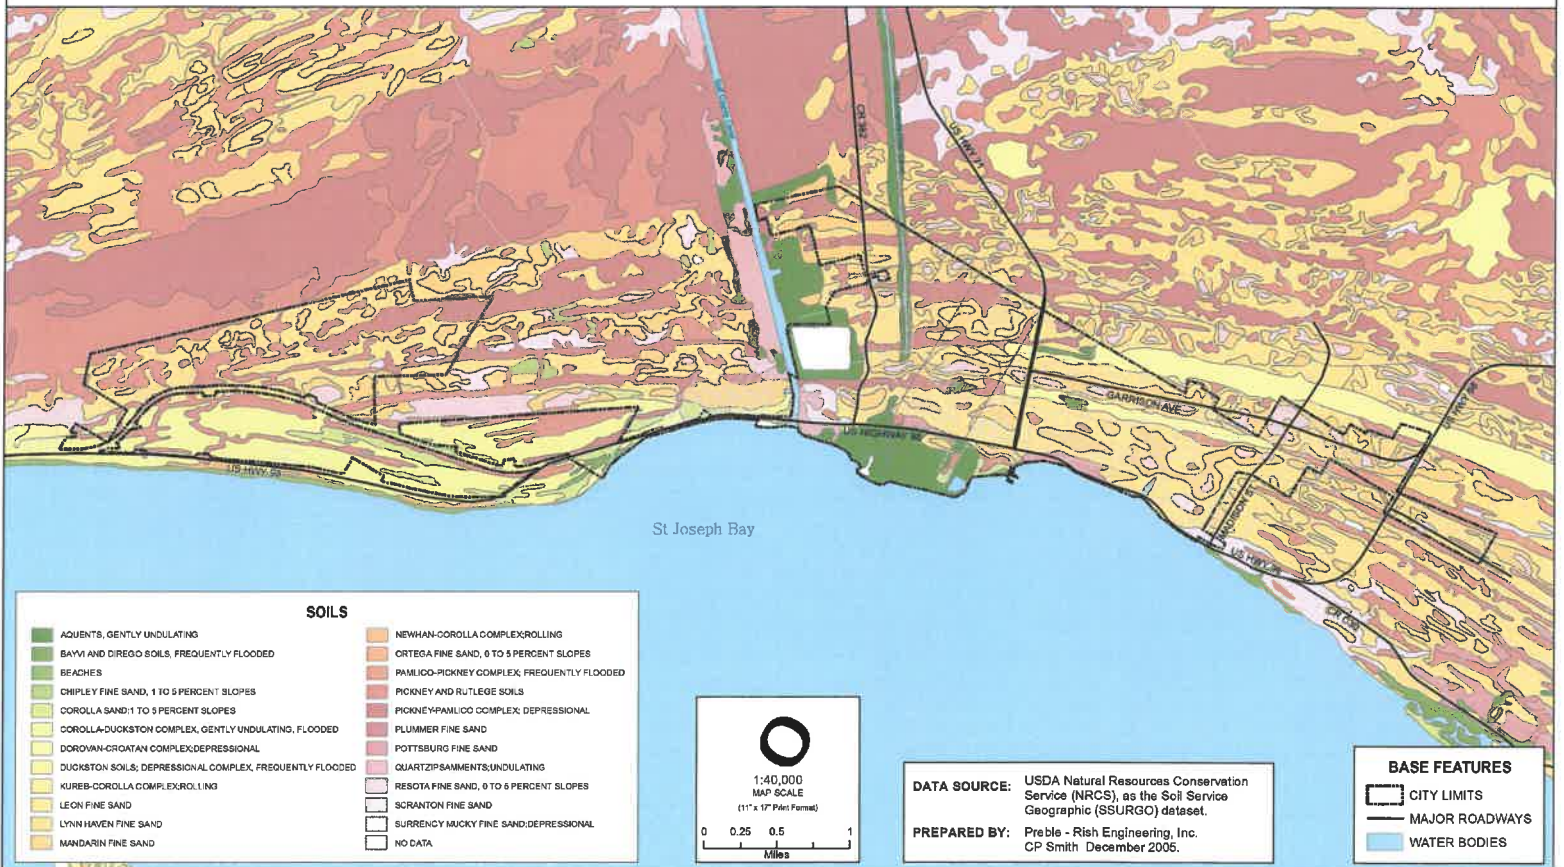 CR 382
US HWY 71
GARRISON AVE
US HIGHWAY 98
US HWY 98
MADISON ST
US HWY 98
CR 030
St Joseph Bay
SOILS
AQUENTS, GENTLY UNDULATING
BAYVI AND DIREGO SOILS, FREQUENTLY FLOODED
BEACHES
CHIPLEY FINE SAND, 1 TO 5 PERCENT SLOPES
COROLLA SAND;1 TO 5 PERCENT SLOPES
COROLLA-DUCKSTON COMPLEX, GENTLY UNDULATING, FLOODED
DOROVAN-CROATAN COMPLEX;DEPRESSIONAL
DUCKSTON SOILS; DEPRESSIONAL COMPLEX, FREQUENTLY FLOODED
KUREB-COROLLA COMPLEX;ROLLING
LEON FINE SAND
LYNN HAVEN FINE SAND
MANDARIN FINE SAND
NEWHAN-COROLLA COMPLEX;ROLLING
ORTEGA FINE SAND, 0 TO 5 PERCENT SLOPES
PAMLICO-PICKNEY COMPLEX; FREQUENTLY FLOODED
PICKNEY AND RUTLEGE SOILS
PICKNEY-PAMLICO COMPLEX; DEPRESSIONAL
PLUMMER FINE SAND
POTTSBURG FINE SAND
QUARTZIPSAMMENTS;UNDULATING
RESOTA FINE SAND, 0 TO 5 PERCENT SLOPES
SCRANTON FINE SAND
SURRENCY MUCKY FINE SAND;DEPRESSIONAL
NO DATA
1:40,000
MAP SCALE
(11" x 17" Print Format)
0 0.25 0.5 1
Miles
DATA SOURCE: USDA Natural Resources Conservation
Service (NRCS), as the Soil Service
Geographic (SSURGO) dataset.
PREPARED BY: Preble - Rish Engineering, Inc.
CP Smith December 2005.
BASE FEATURES
CITY LIMITS
MAJOR ROADWAYS
WATER BODIES